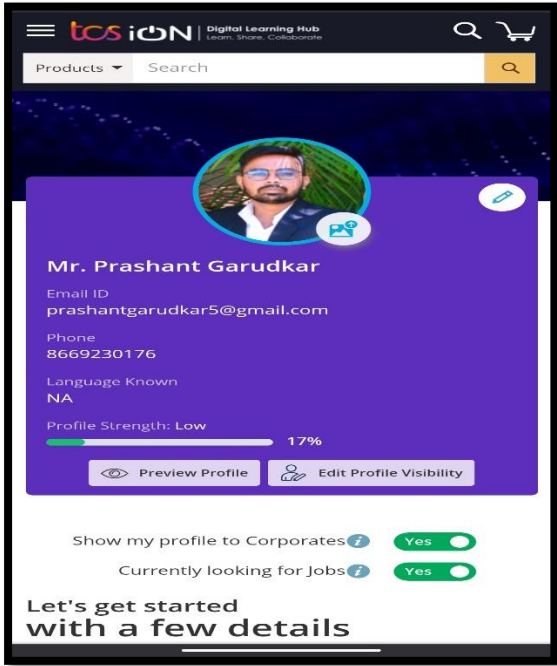 tcs iON | Digital Learning Hub
Learn. Share. Collaborate
Products Search
Mr. Prashant Garudkar
Email ID
prashantgarudkar5@gmail.com
Phone
8669230176
Language Known
NA
Profile Strength: Low
17%
Preview Profile Edit Profile Visibility
Show my profile to Corporates i Yes
Currently looking for Jobs i Yes
Let's get started
with a few details